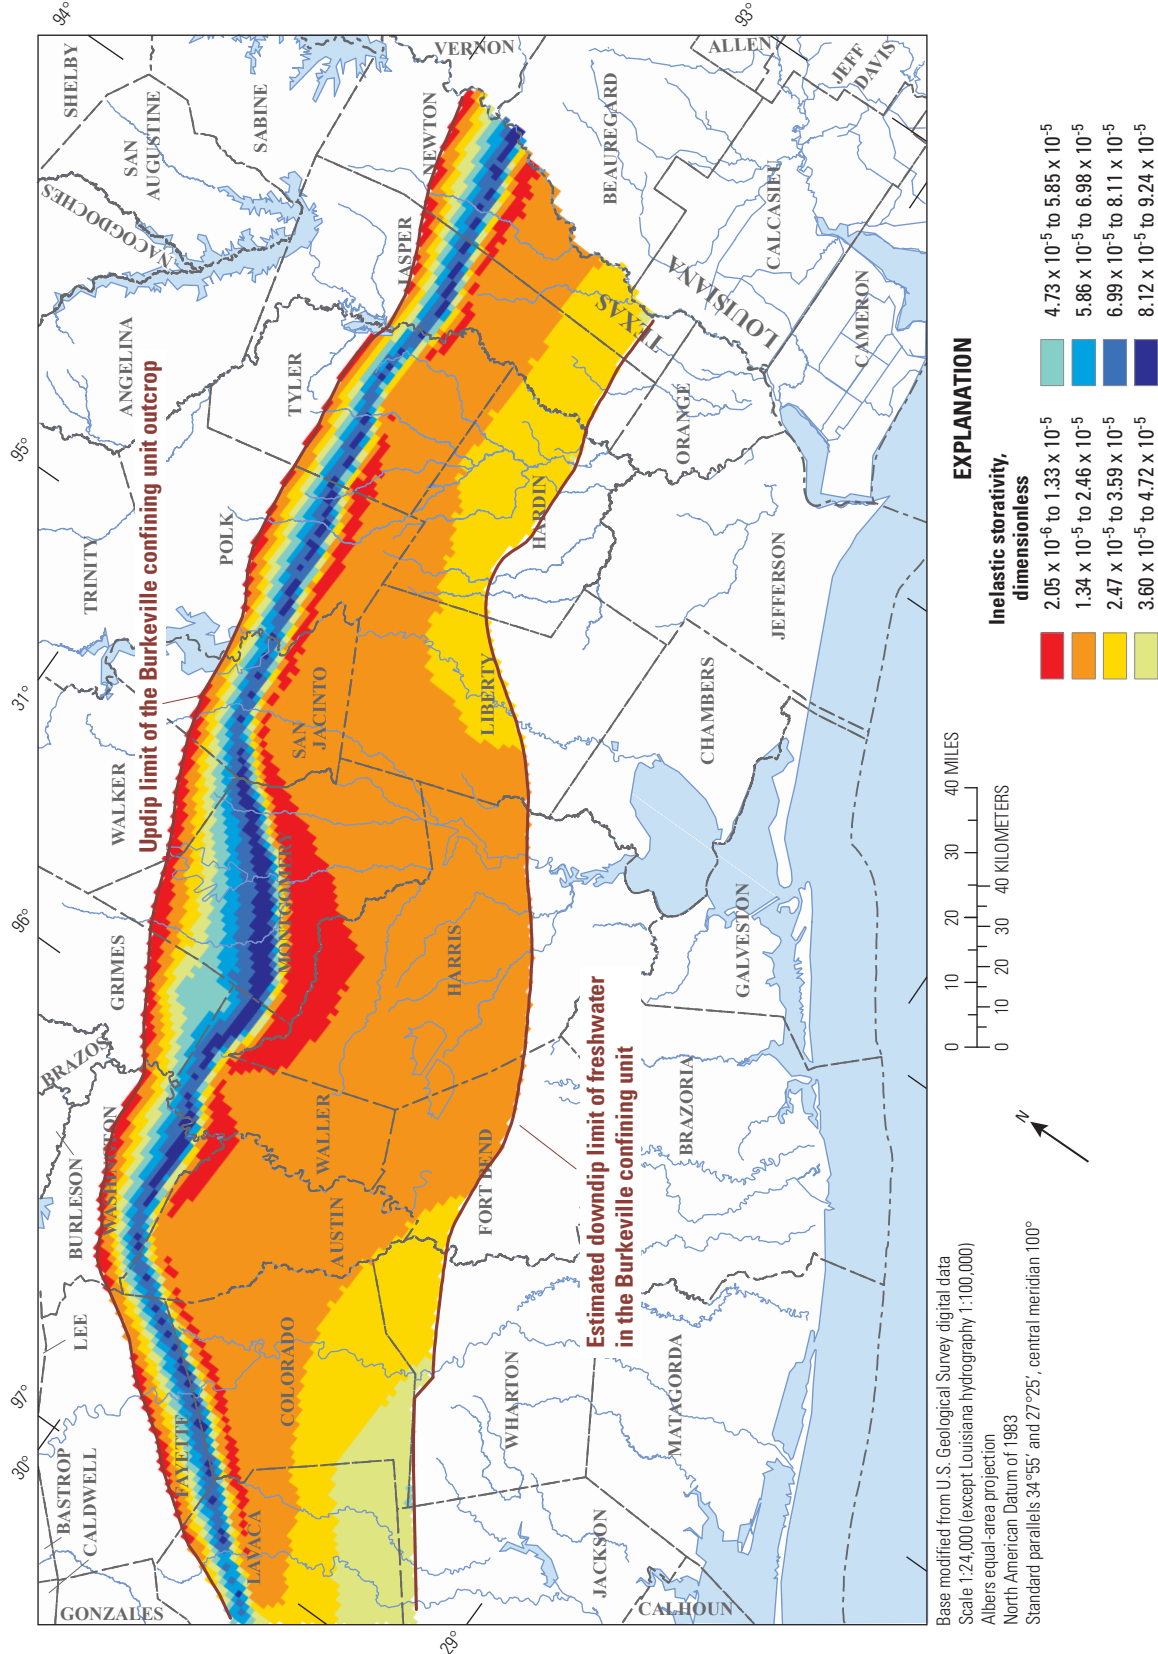 94°
93°
95°
31°
96°
97°
30°
29°
SHELBY
SAN
AUGUSTINE
SABINE
NACOGDOCHES
VERNON
ALLEN
JEFF
DAVIS
BEAUREGARD
NEWTON
JASPER
CALCASIEU
CAMERON
LOUISIANA
TEXAS
ANGELINA
TYLER
ORANGE
HARDIN
TRINITY
POLK
JEFFERSON
LIBERTY
SAN
JACINTO
CHAMBERS
WALKER
MONTGOMERY
GRIMES
HARRIS
GALVESTON
BRAZOS
WASHINGTON
WALLER
BURLESON
AUSTIN
FORT BEND
BRAZORIA
LEE
COLORADO
WHARTON
MATAGORDA
BASTROP
CALDWELL
FAYETTE
LAVACA
JACKSON
GONZALES
CALHOUN
Updip limit of the Burkeville confining unit outcrop
Estimated downdip limit of freshwater
in the Burkeville confining unit
Base modified from U.S. Geological Survey digital data
Scale 1:24,000 (except Louisiana hydrography 1:100,000)
Albers equal-area projection
North American Datum of 1983
Standard parallels 34°55′ and 27°25′, central meridian 100°
N
0 10 20 30 40 MILES
0 10 20 30 40 KILOMETERS
EXPLANATION
Inelastic storativity,
dimensionless
2.05 x 10⁻⁶ to 1.333 x 10⁻⁵
1.34 x 10⁻⁵ to 2.46 x 10⁻⁵
2.47 x 10⁻⁵ to 3.59 x 10⁻⁵
3.60 x 10⁻⁵ to 4.72 x 10⁻⁵
4.73 x 10⁻⁵ to 5.85 x 10⁻⁵
5.86 x 10⁻⁵ to 6.98 x 10⁻⁵
6.99 x 10⁻⁵ to 8.11 x 10⁻⁵
8.12 x 10⁻⁵ to 9.24 x 10⁻⁵